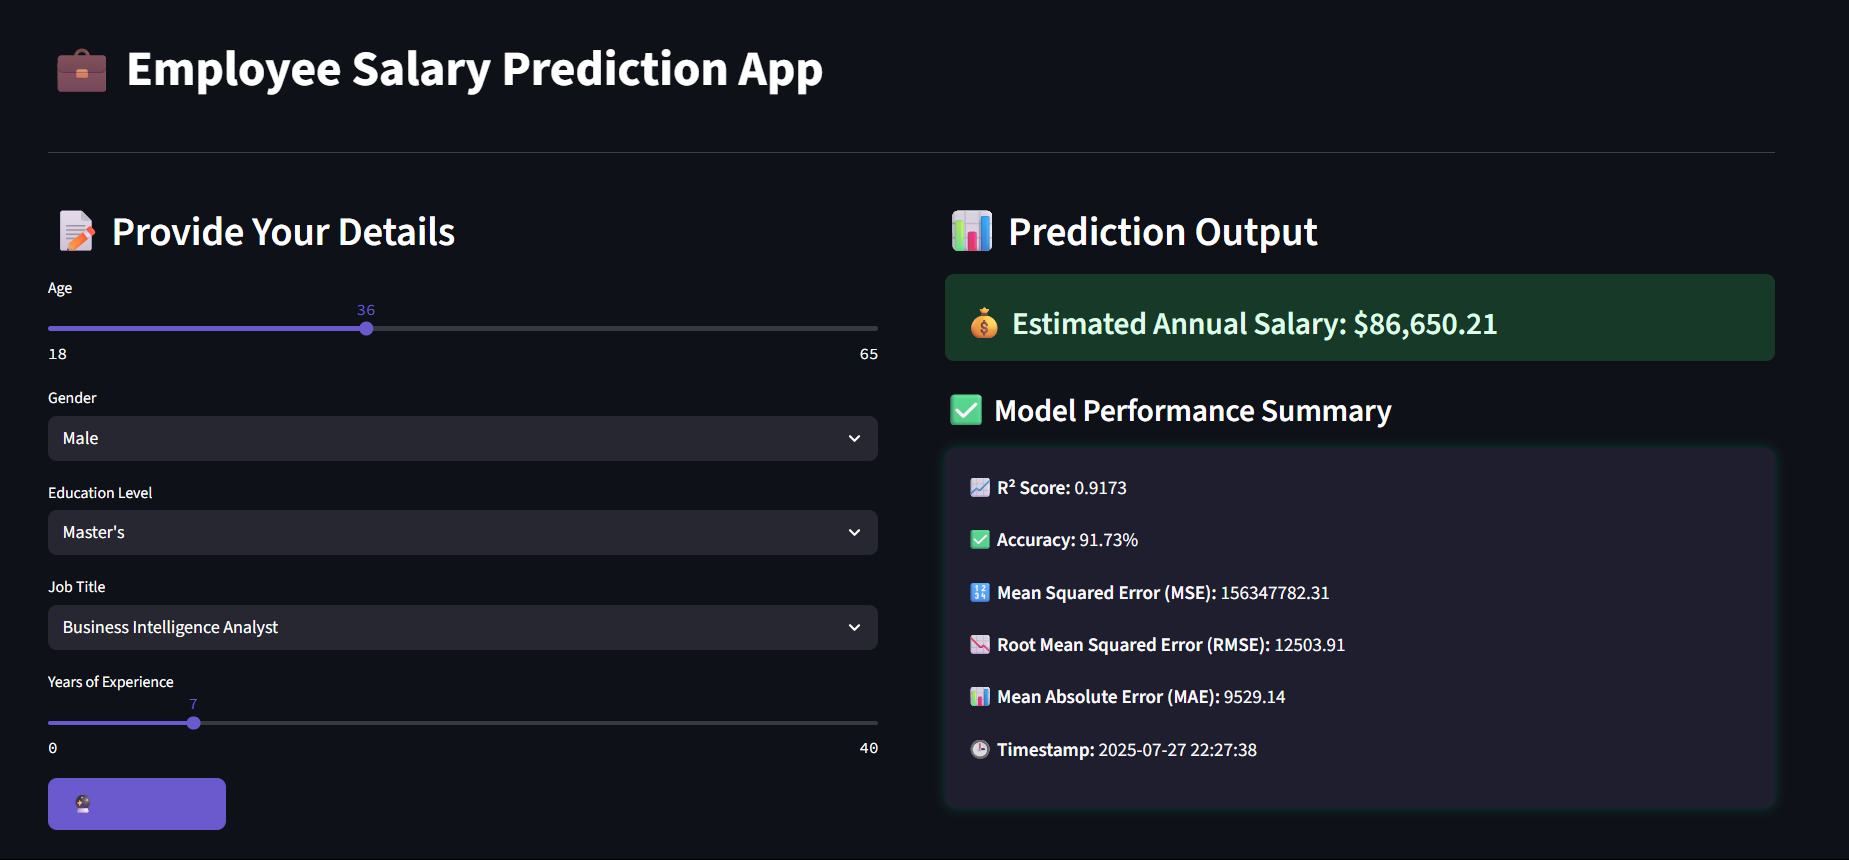 Employee Salary Prediction App
Provide Your Details
Age
36
18 65
Gender
Male
Education Level
Master's
Job Title
Business Intelligence Analyst
Years of Experience
7
0 40
Prediction Output
Estimated Annual Salary: $86,650.21
Model Performance Summary
R² Score: 0.9173
Accuracy: 91.73%
Mean Squared Error (MSE): 156347782.31
Root Mean Squared Error (RMSE): 12503.91
Mean Absolute Error (MAE): 9529.14
Timestamp: 2025-07-27 22:27:38